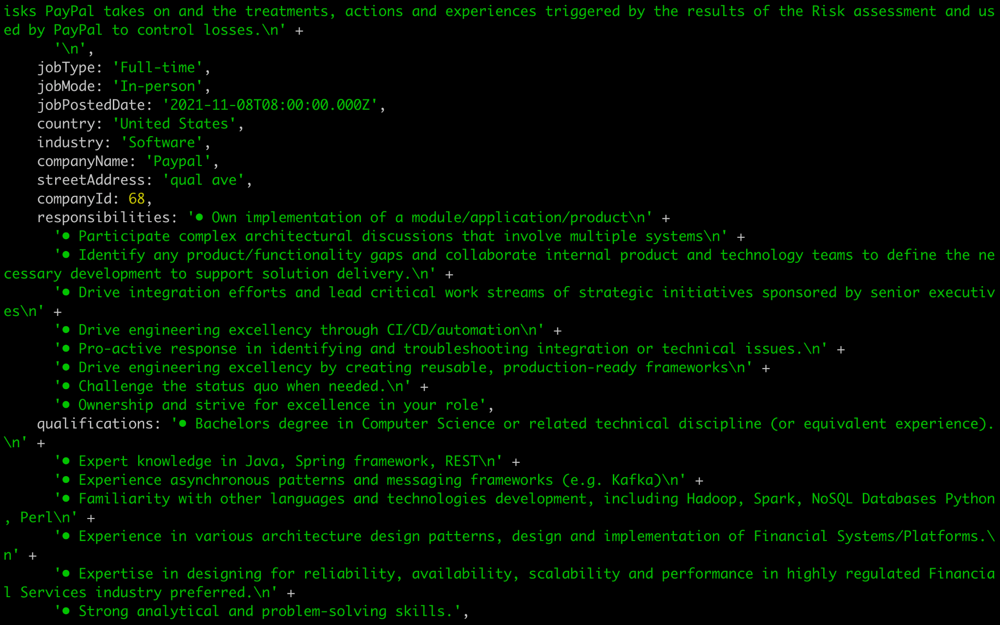 isks PayPal takes on and the treatments, actions and experiences triggered by the results of the Risk assessment and us
ed by PayPal to control losses.\n' +
      '\n',
    jobType: 'Full-time',
    jobMode: 'In-person',
    jobPostedDate: '2021-11-08T08:00:00.000Z',
    country: 'United States',
    industry: 'Software',
    companyName: 'Paypal',
    streetAddress: 'qual ave',
    companyId: 68,
    responsibilities: '● Own implementation of a module/application/product\n' +
      '● Participate complex architectural discussions that involve multiple systems\n' +
      '● Identify any product/functionality gaps and collaborate internal product and technology teams to define the ne
cessary development to support solution delivery.\n' +
      '● Drive integration efforts and lead critical work streams of strategic initiatives sponsored by senior executiv
es\n' +
      '● Drive engineering excellency through CI/CD/automation\n' +
      '● Pro-active response in identifying and troubleshooting integration or technical issues.\n' +
      '● Drive engineering excellency by creating reusable, production-ready frameworks\n' +
      '● Challenge the status quo when needed.\n' +
      '● Ownership and strive for excellence in your role',
    qualifications: '● Bachelors degree in Computer Science or related technical discipline (or equivalent experience).
\n' +
      '● Expert knowledge in Java, Spring framework, REST\n' +
      '● Experience asynchronous patterns and messaging frameworks (e.g. Kafka)\n' +
      '● Familiarity with other languages and technologies development, including Hadoop, Spark, NoSQL Databases Python
, Perl\n' +
      '● Experience in various architecture design patterns, design and implementation of Financial Systems/Platforms.\
n' +
      '● Expertise in designing for reliability, availability, scalability and performance in highly regulated Financia
l Services industry preferred.\n' +
      '● Strong analytical and problem-solving skills.',